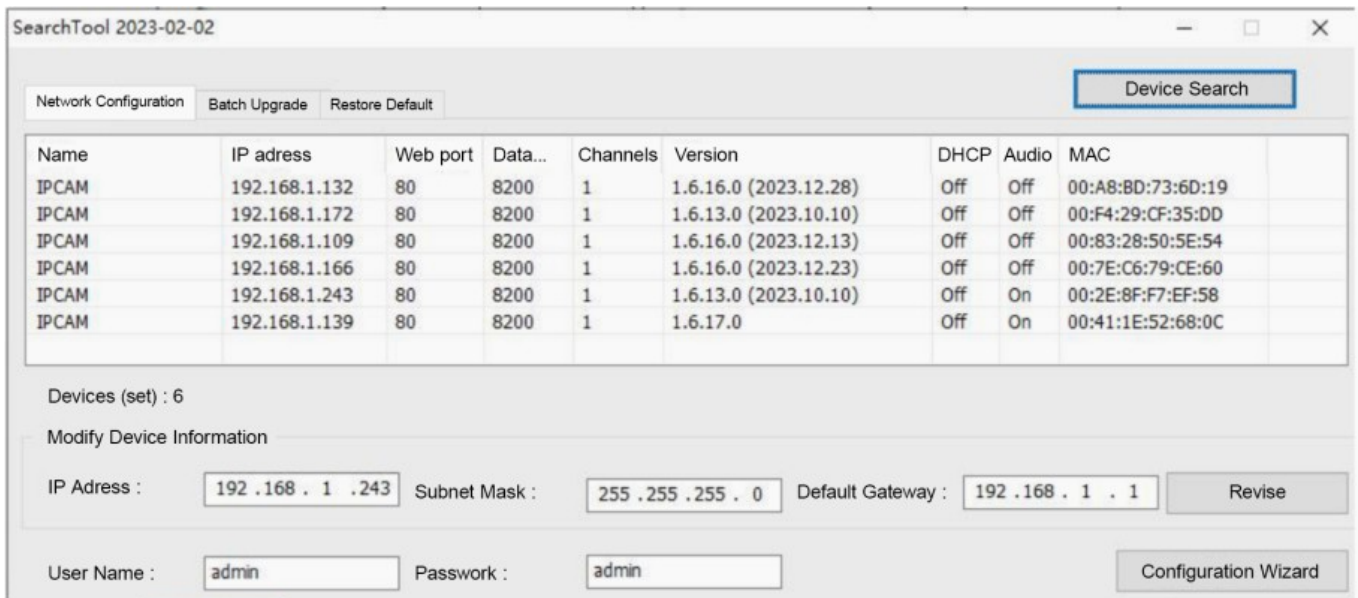 SearchTool 2023-02-02
Device Search
Network Configuration Batch Upgrade Restore Default
Name IP adress Web port Data... Channels Version DHCP Audio MAC
IPCAM 192.168.1.132 80 8200 1 1.6.16.0 (2023.12.28) Off Off 00:A8:BD:73:6D:19
IPCAM 192.168.1.172 80 8200 1 1.6.13.0 (2023.10.10) Off Off 00:F4:29:CF:35:DD
IPCAM 192.168.1.109 80 8200 1 1.6.16.0 (2023.12.13) Off Off 00:83:28:50:5E:54
IPCAM 192.168.1.166 80 8200 1 1.6.16.0 (2023.12.23) Off Off 00:7E:C6:79:CE:60
IPCAM 192.168.1.243 80 8200 1 1.6.13.0 (2023.10.10) Off On 00:2E:8F:F7:EF:58
IPCAM 192.168.1.139 80 8200 1 1.6.17.0 Off On 00:41:1E:52:68:0C
Devices (set) : 6
Modify Device Information
IP Adress : 192 .168 . 1 .243 Subnet Mask : 255 .255 .255 . 0 Default Gateway : 192 .168 . 1 . 1 Revise
User Name : admin Passwork : admin Configuration Wizard